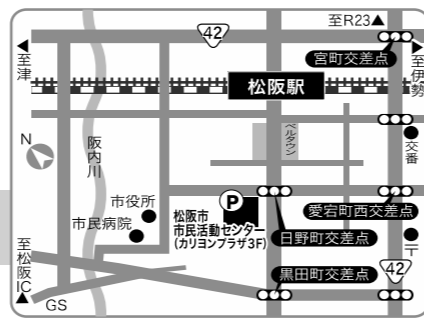 至R23
42
宮町交差点
至津
至伊勢
松阪駅
阪内川
ベルタウン
交番
N
市役所
P
松阪市
市民活動センター
(カリヨンプラザ3F)
愛宕町西交差点
市民病院
日野町交差点
〒
至松阪IC
黒田町交差点
42
GS